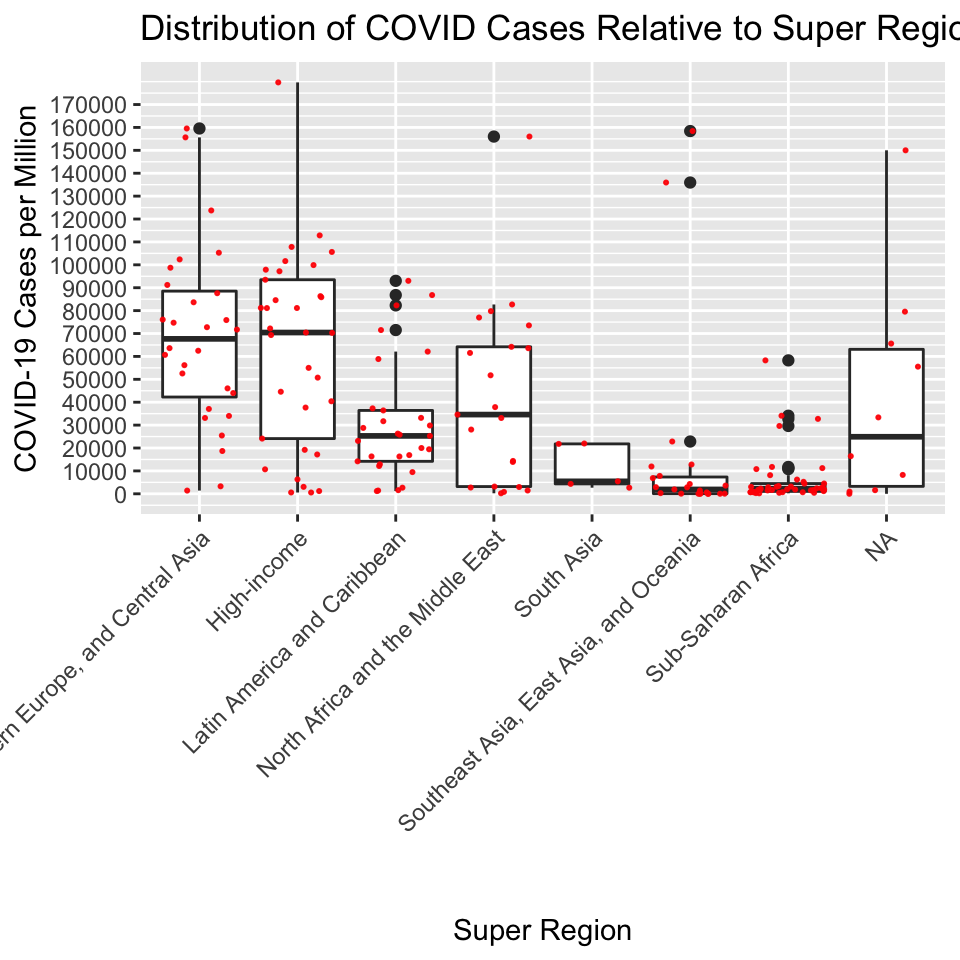 Distribution of COVID Cases Relative to Super Regio
COVID-19 Cases per Million
170000
160000
150000
140000
130000
120000
110000
100000
90000
80000
70000
60000
50000
40000
30000
20000
10000
0
ern Europe, and Central Asia
High-income
Latin America and Caribbean
North Africa and the Middle East
South Asia
Southeast Asia, East Asia, and Oceania
Sub-Saharan Africa
NA
Super Region